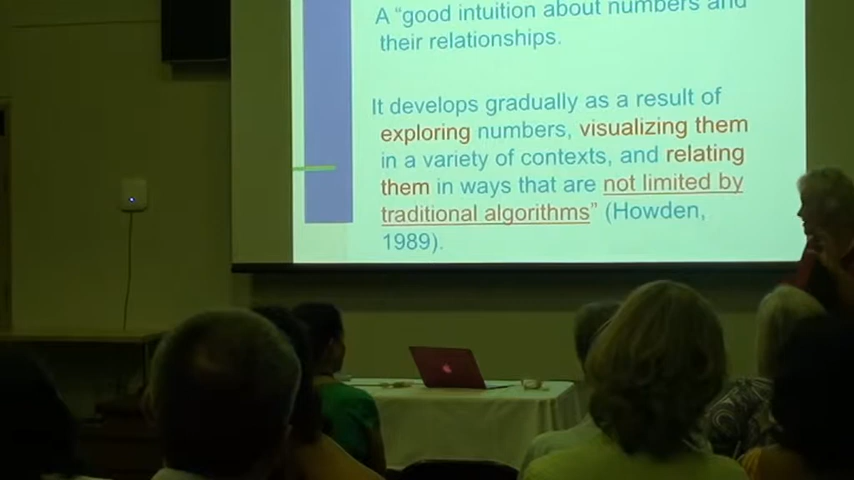 A “good intuition about numbers and
their relationships.
It develops gradually as a result of
exploring numbers, visualizing them
in a variety of contexts, and relating
them in ways that are not limited by
traditional algorithms” (Howden,
1989).